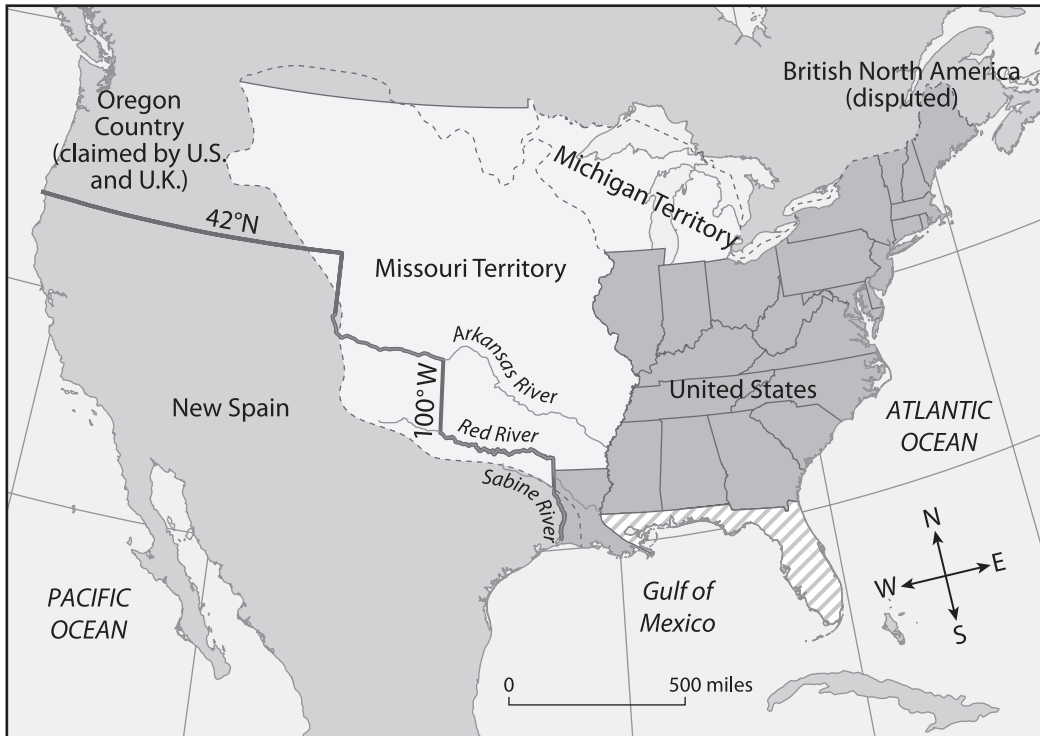 British North America
(disputed)
Oregon
Country
(claimed by U.S.
and U.K.)
Michigan Territory
42°N
Missouri Territory
Arkansas River
100°W
New Spain
United States
Red River
ATLANTIC
OCEAN
Sabine River
N
E
W
S
PACIFIC
OCEAN
Gulf of
Mexico
0
500 miles